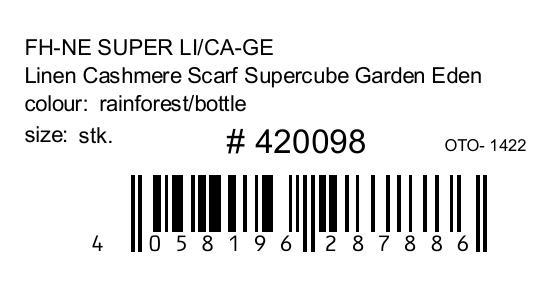 FH-NE SUPER LI/CA-GE
Linen Cashmere Scarf Supercube Garden Eden
colour: rainforest/bottle
size: stk. # 420098 OTO- 1422
4 058196 287886